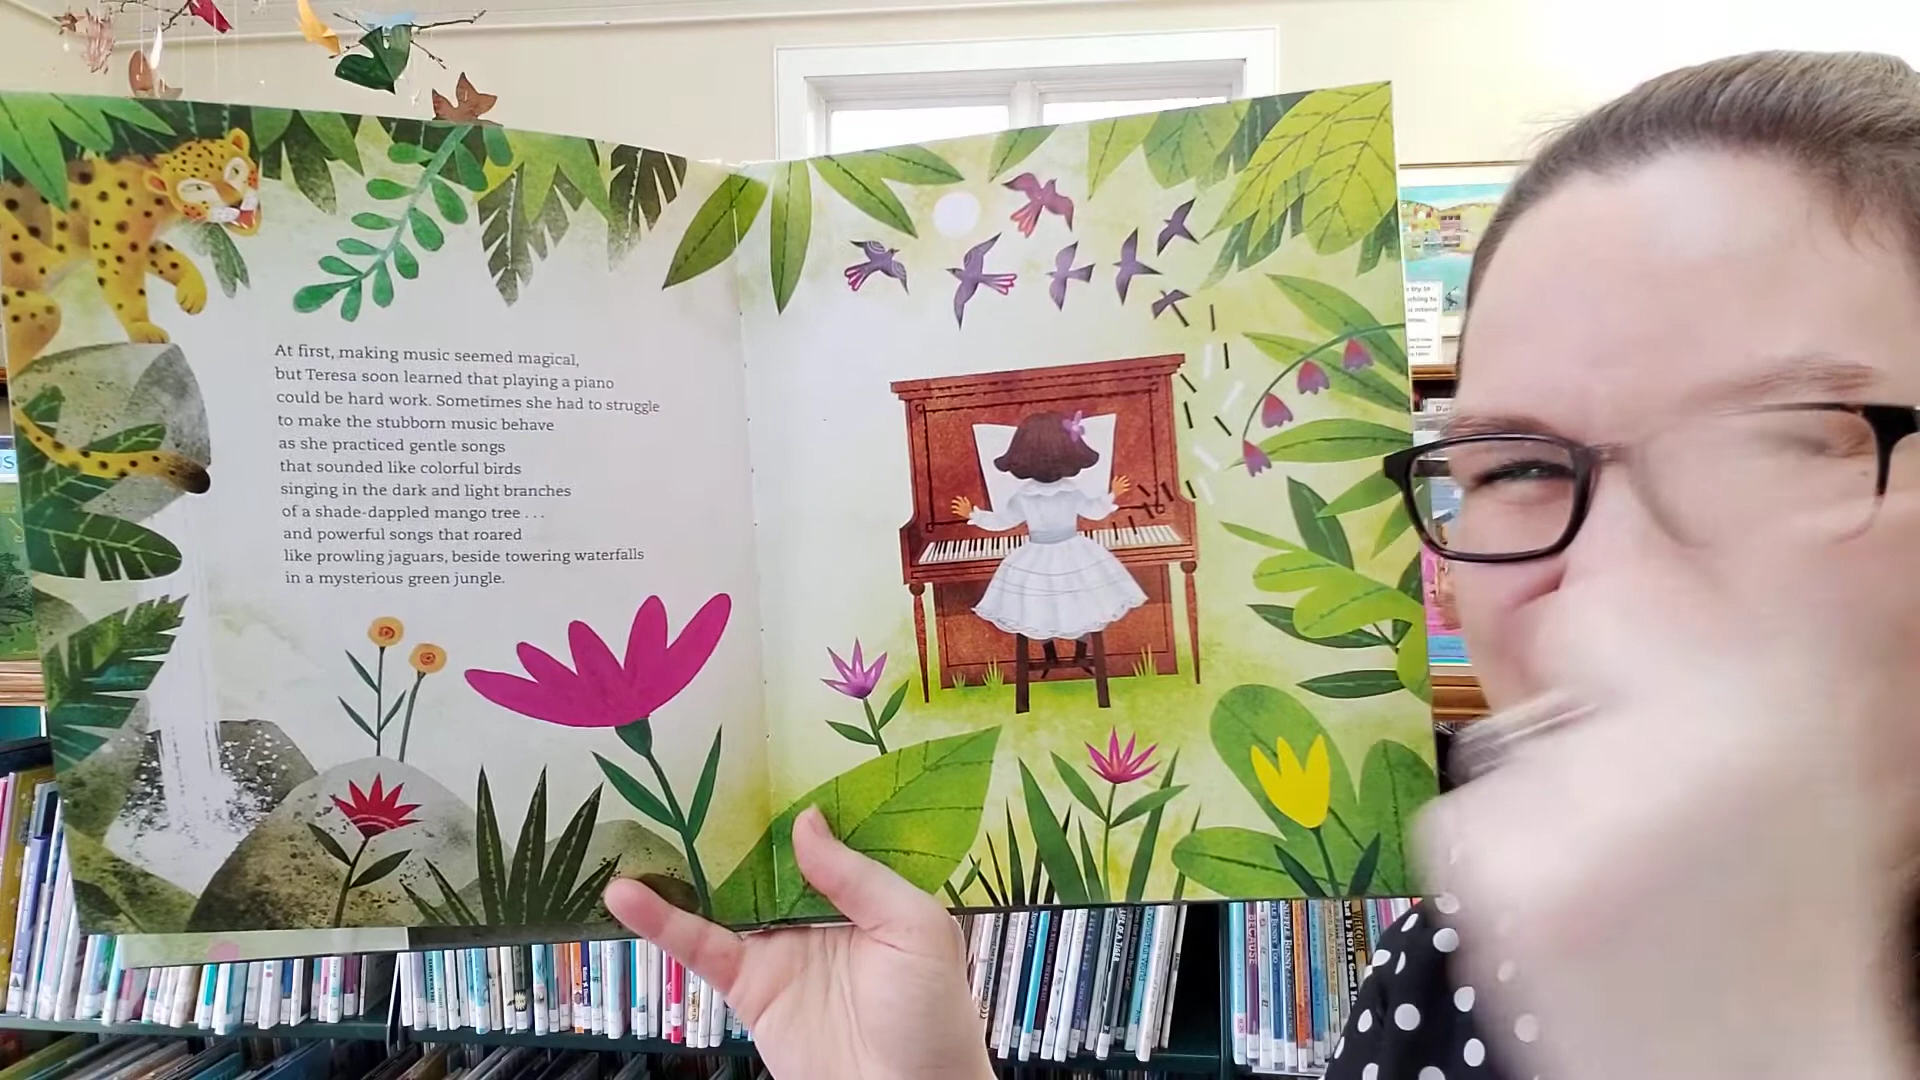 At first, making music seemed magical,
but Teresa soon learned that playing a piano
could be hard work. Sometimes she had to struggle
to make the stubborn music behave
as she practiced gentle songs
that sounded like colorful birds
singing in the dark and light branches
of a shade-dappled mango tree . . .
and powerful songs that roared
like prowling jaguars, beside towering waterfalls
in a mysterious green jungle.
BECAUSE